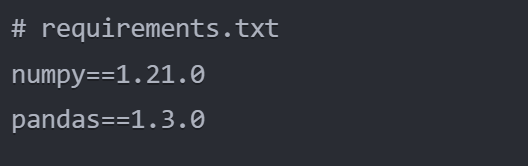 # requirements.txt
numpy==1.21.0
pandas==1.3.0